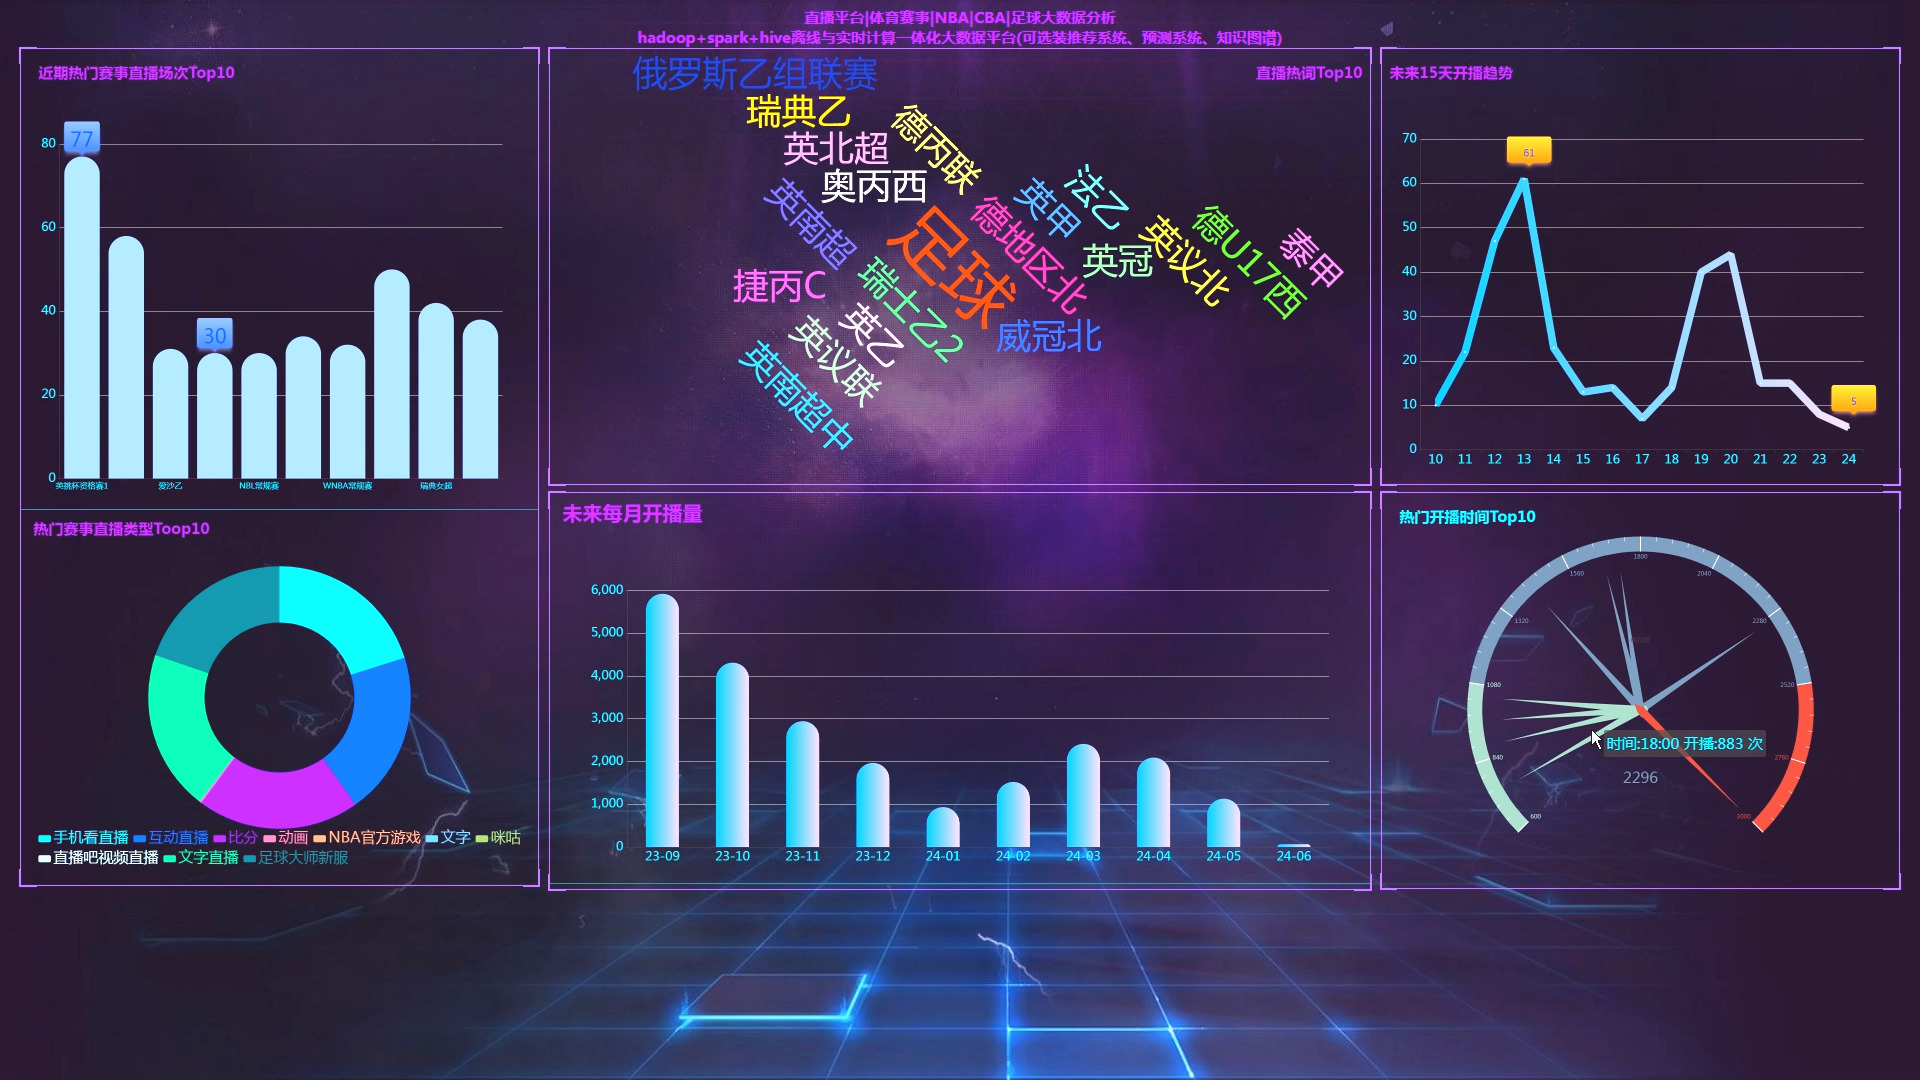 直播平台|体育赛事|NBA|CBA|足球大数据分析
hadoop+spark+hive离线与实时计算一体化大数据平台(可选装推荐系统、预测系统、知识图谱)
近期热门赛事直播场次Top10
80
60
40
20
0
77
30
英挑杯资格赛1
爱沙乙
NBL常规赛
WNBA常规赛
瑞典女超
热门赛事直播类型Toop10
手机看直播 互动直播 比分 动画 NBA官方游戏 文字 咪咕
直播吧视频直播 文字直播 足球大师新服
直播热词Top10
俄罗斯乙组联赛
瑞典乙
德丙联
英北超
奥丙西
法乙
英甲
英南超
足球
德地区北
英冠
英议北
德U17西
泰甲
捷丙C
瑞士乙2
英乙
威冠北
英议联
英南超中
未来每月开播量
6,000
5,000
4,000
3,000
2,000
1,000
0
23-09 23-10 23-11 23-12 24-01 24-02 24-03 24-04 24-05 24-06
未来15天开播趋势
70
60
50
40
30
20
10
0
61
5
10 11 12 13 14 15 16 17 18 19 20 21 22 23 24
热门开播时间Top10
600
840
1080
1320
1560
1800
2040
2280
2520
2760
3000
时间:18:00 开播:883 次
2296